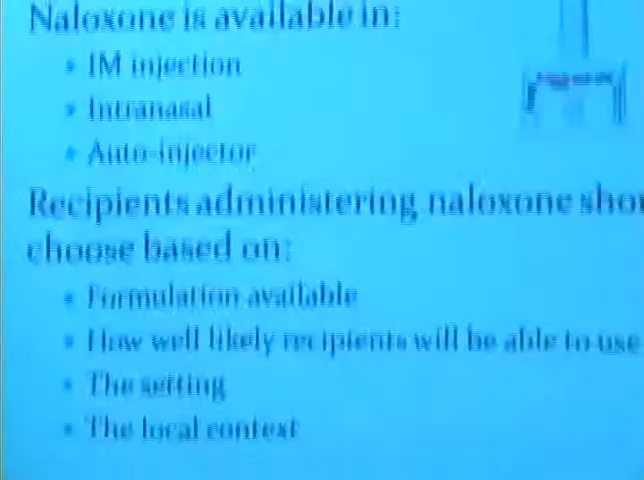 Naloxone is available in:
IM injection
Intranasal
Auto-injector
Recipients administering naloxone shou
choose based on:
Formulation available
How well likely recipients will be able to use
The setting
The local context